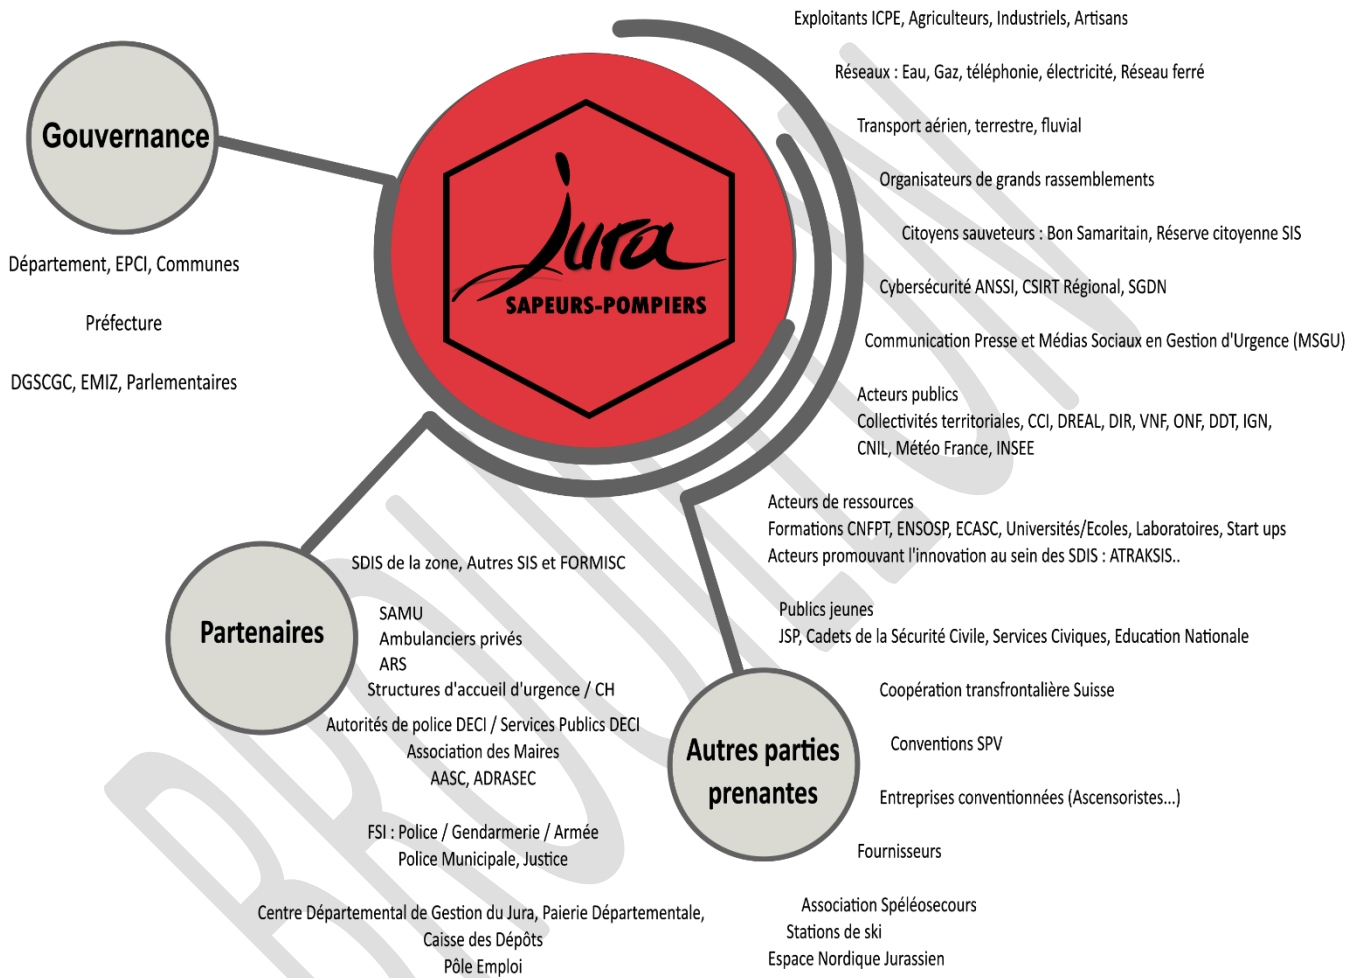 Gouvernance
Département, EPCI, Communes
Préfecture
DGSCGC, EMIZ, Parlementaires
Jura
SAPEURS-POMPIERS
Partenaires
SDIS de la zone, Autres SIS et FORMISC
SAMU
Ambulanciers privés
ARS
Structures d'accueil d'urgence / CH
Autorités de police DECI / Services Publics DECI
Association des Maires
AASC, ADRASEC
FSI : Police / Gendarmerie / Armée
Police Municipale, Justice
Centre Départemental de Gestion du Jura, Paierie Départementale,
Caisse des Dépôts
Pôle Emploi
Autres parties
prenantes
Exploitants ICPE, Agriculteurs, Industriels, Artisans
Réseaux : Eau, Gaz, téléphonie, électricité, Réseau ferré
Transport aérien, terrestre, fluvial
Organisateurs de grands rassemblements
Citoyens sauveteurs : Bon Samaritain, Réserve citoyenne SIS
Cybersécurité ANSSI, CSIRT Régional, SGDN
Communication Presse et Médias Sociaux en Gestion d'Urgence (MSGU)
Acteurs publics
Collectivités territoriales, CCI, DREAL, DIR, VNF, ONF, DDT, IGN,
CNIL, Météo France, INSEE
Acteurs de ressources
Formations CNFPT, ENSOSP, ECASC, Universités/Ecoles, Laboratoires, Start ups
Acteurs promouvant l'innovation au sein des SDIS : ATRAKSIS..
Publics jeunes
JSP, Cadets de la Sécurité Civile, Services Civiques, Education Nationale
Coopération transfrontalière Suisse
Conventions SPV
Entreprises conventionnées (Ascensoristes...)
Fournisseurs
Association Spéléosecours
Stations de ski
Espace Nordique Jurassien
BROUILLON